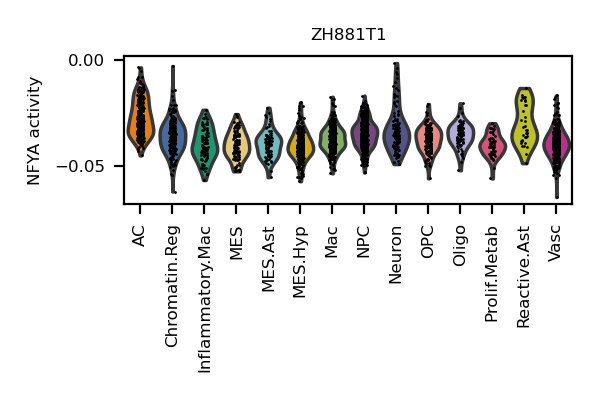 ZH881T1
NFYA activity
0.00
−0.05
AC
Chromatin.Reg
Inflammatory.Mac
MES
MES.Ast
MES.Hyp
Mac
NPC
Neuron
OPC
Oligo
Prolif.Metab
Reactive.Ast
Vasc